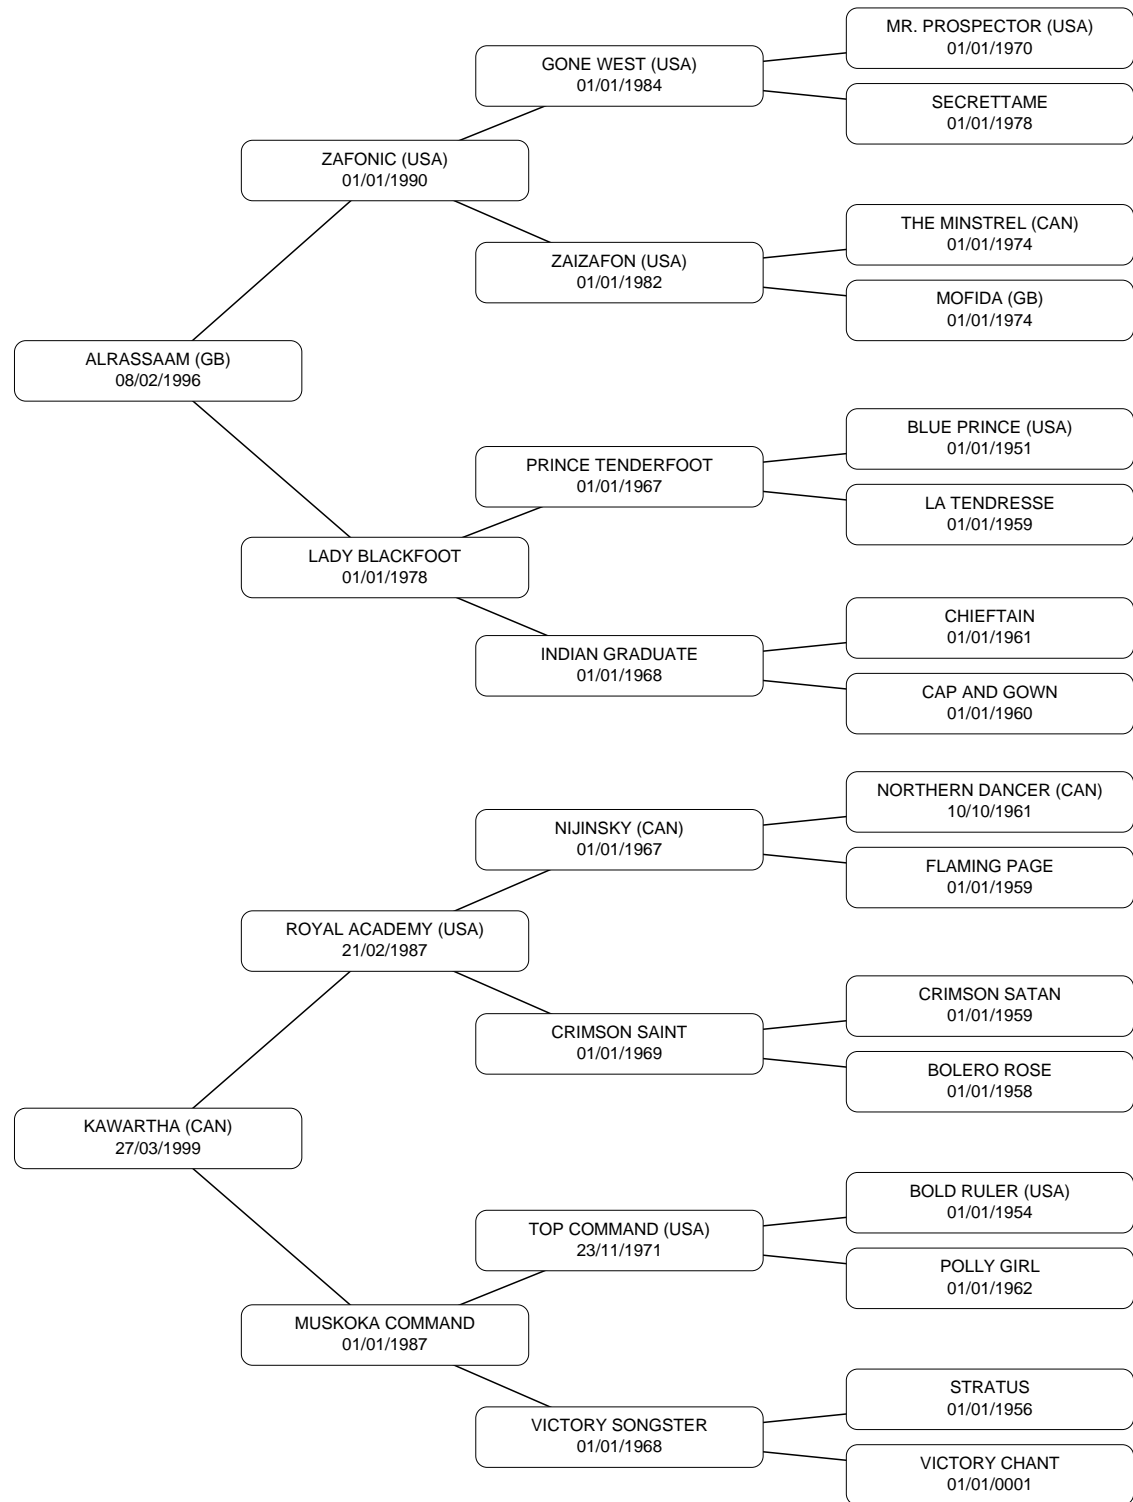 MR. PROSPECTOR (USA)
01/01/1970
GONE WEST (USA)
01/01/1984
SECRETTAME
01/01/1978
ZAFONIC (USA)
01/01/1990
THE MINSTREL (CAN)
01/01/1974
ZAIZAFON (USA)
01/01/1982
MOFIDA (GB)
01/01/1974
ALRASSAAM (GB)
08/02/1996
BLUE PRINCE (USA)
01/01/1951
PRINCE TENDERFOOT
01/01/1967
LA TENDRESSE
01/01/1959
LADY BLACKFOOT
01/01/1978
CHIEFTAIN
01/01/1961
INDIAN GRADUATE
01/01/1968
CAP AND GOWN
01/01/1960
NORTHERN DANCER (CAN)
10/10/1961
NIJINSKY (CAN)
01/01/1967
FLAMING PAGE
01/01/1959
ROYAL ACADEMY (USA)
21/02/1987
CRIMSON SATAN
01/01/1959
CRIMSON SAINT
01/01/1969
BOLERO ROSE
01/01/1958
KAWARTHA (CAN)
27/03/1999
BOLD RULER (USA)
01/01/1954
TOP COMMAND (USA)
23/11/1971
POLLY GIRL
01/01/1962
MUSKOKA COMMAND
01/01/1987
STRATUS
01/01/1956
VICTORY SONGSTER
01/01/1968
VICTORY CHANT
01/01/0001